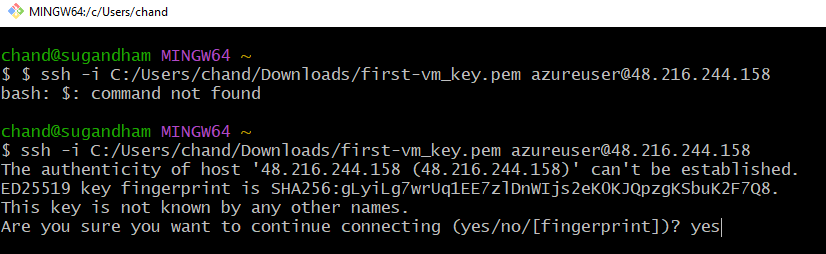 MINGW64:/c/Users/chand
chand@sugandham MINGW64 ~
$ $ ssh -i C:/Users/chand/Downloads/first-vm_key.pem azureuser@48.216.244.158
bash: $: command not found
chand@sugandham MINGW64 ~
$ ssh -i C:/Users/chand/Downloads/first-vm_key.pem azureuser@48.216.244.158
The authenticity of host '48.216.244.158 (48.216.244.158)' can't be established.
ED25519 key fingerprint is SHA256:gLyiLg7wrUq1EE7zlDnWIjs2eKOKJQpzgKSbuK2F7Q8.
This key is not known by any other names.
Are you sure you want to continue connecting (yes/no/[fingerprint])? yes